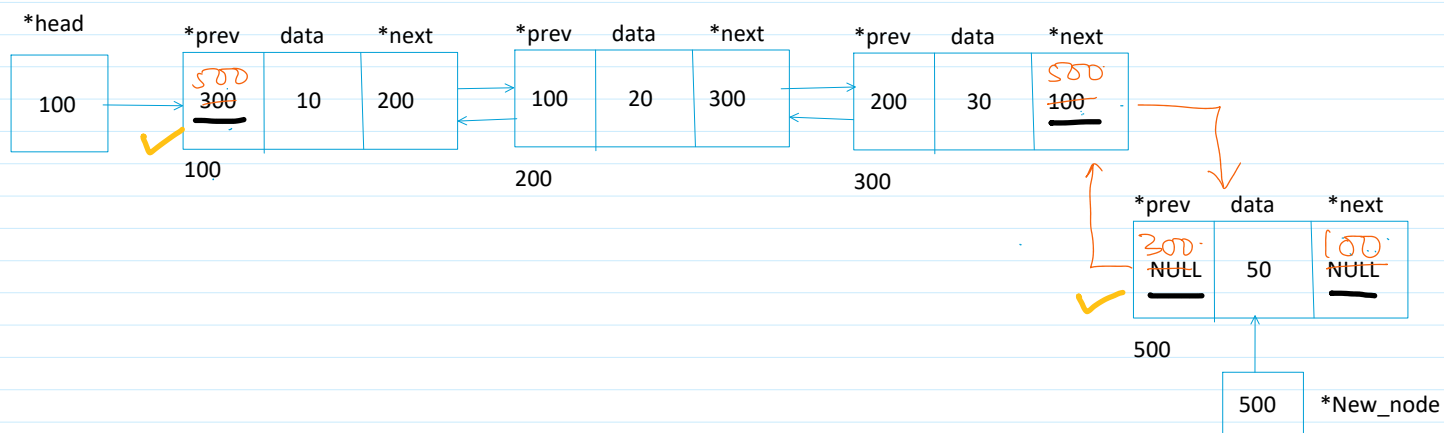 *head
*prev data *next
*prev data *next
*prev data *next
500
500
100
300 10 200
100 20 300
200 30 100
100
200
300
*prev data *next
300 100
NULL 50 NULL
500
500 *New_node